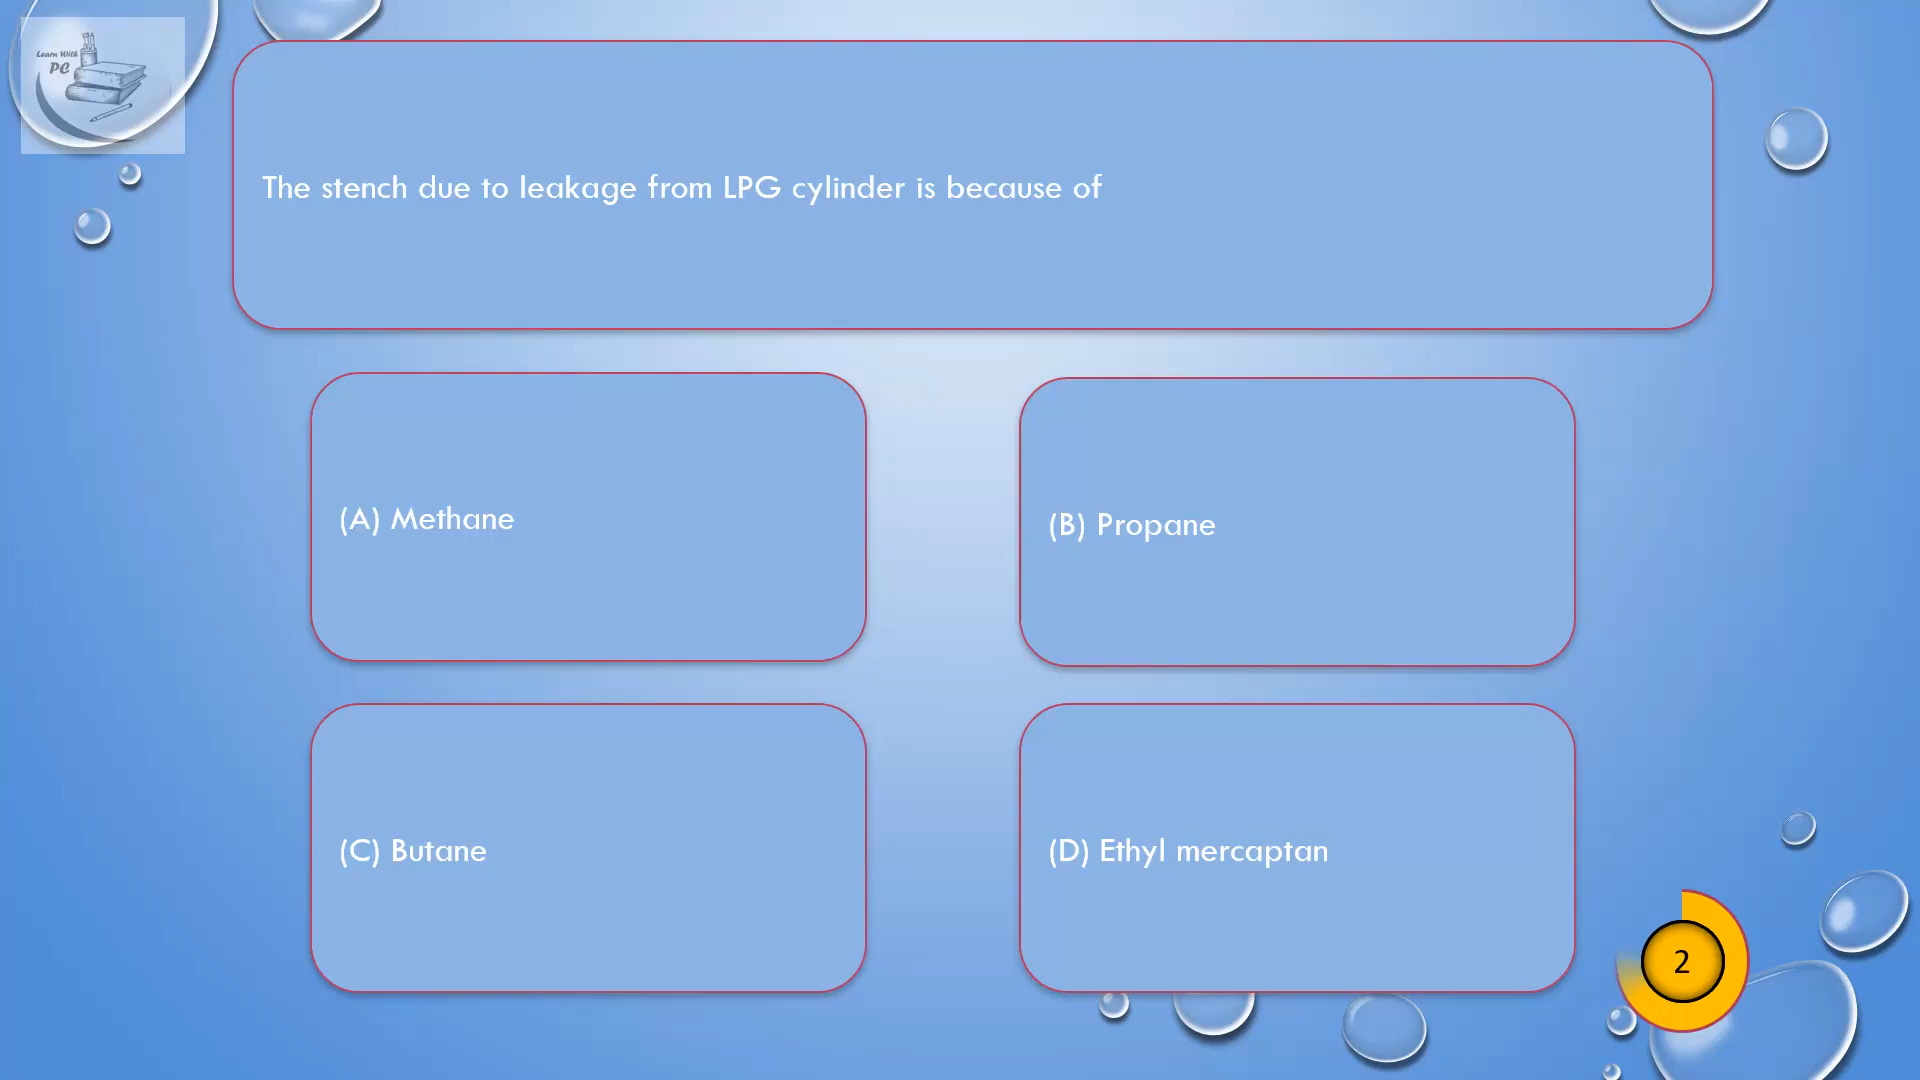 Learn With
PC
The stench due to leakage from LPG cylinder is because of
(A) Methane
(B) Propane
(C) Butane
(D) Ethyl mercaptan
2